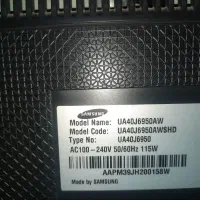 SAMSUNG
Model Name: UA40J6950AW
Model Code: UA40J6950AWSHD
Type No: UA40J6950
AC100 - 240V 50/60Hz 115W
AAPM39JH200158W
Made by SAMSUNG